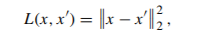 L(x, x′) = ‖x − x′‖₂²,